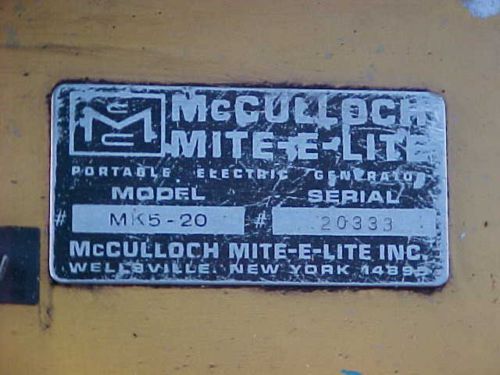 McCULLOCH
MITE-E-LITE
PORTABLE ELECTRIC GENERATOR
MODEL SERIAL
# MK5-20 # 20333
McCULLOCH MITE-E-LITE INC.
WELLSVILLE, NEW YORK 14895